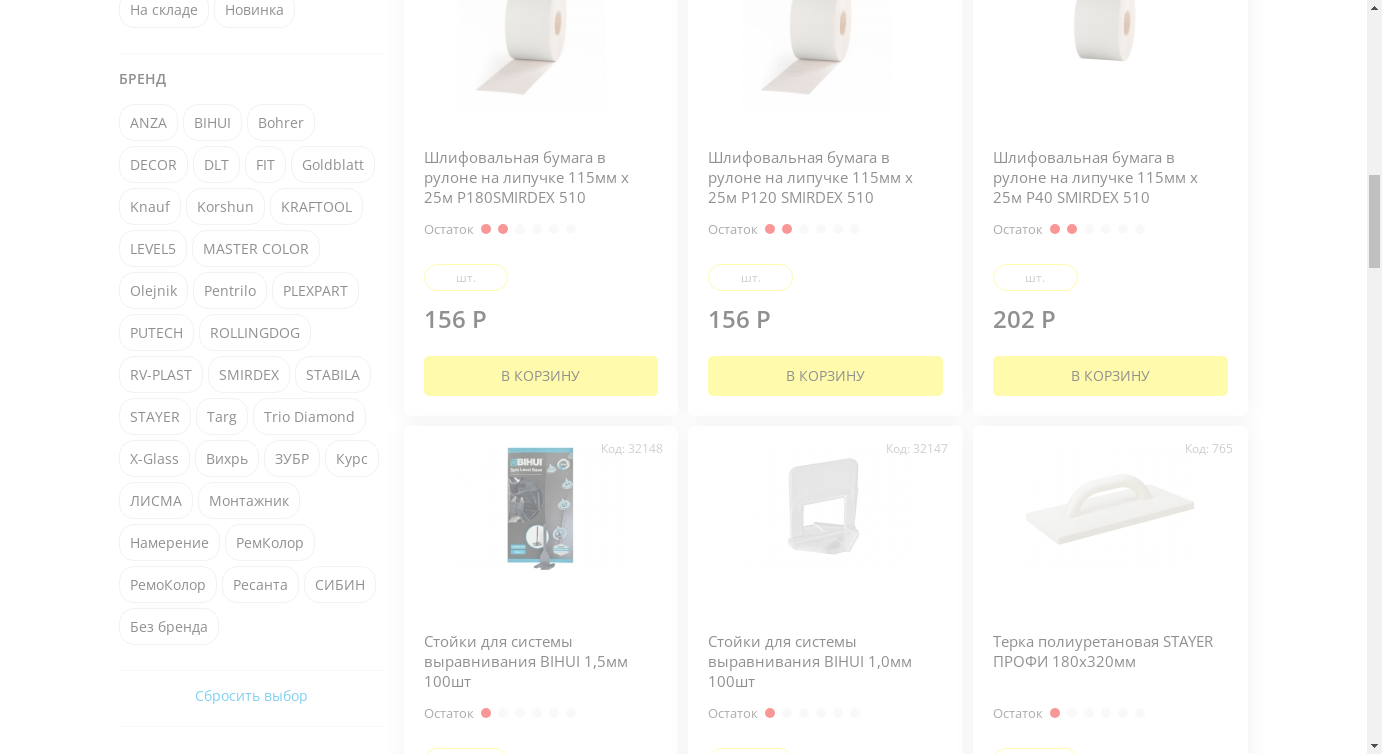 На складе
Новинка
БРЕНД
ANZA
BIHUI
Bohrer
DECOR
DLT
FIT
Goldblatt
Knauf
Korshun
KRAFTOOL
LEVEL5
MASTER COLOR
Olejnik
Pentrilo
PLEXPART
PUTECH
ROLLINGDOG
RV-PLAST
SMIRDEX
STABILA
STAYER
Targ
Trio Diamond
X-Glass
Вихрь
ЗУБР
Курс
ЛИСМА
Монтажник
Намерение
РемКолор
РемоКолор
Ресанта
СИБИН
Без бренда
Сбросить выбор
Шлифовальная бумага в
рулоне на липучке 115мм х
25м P180SMIRDEX 510
Остаток
шт.
156 Р
В КОРЗИНУ
Шлифовальная бумага в
рулоне на липучке 115мм х
25м P120 SMIRDEX 510
Остаток
шт.
156 Р
В КОРЗИНУ
Шлифовальная бумага в
рулоне на липучке 115мм х
25м P40 SMIRDEX 510
Остаток
шт.
202 Р
В КОРЗИНУ
Код: 32148
BIHUI
Стойки для системы
выравнивания BIHUI 1,5мм
100шт
Остаток
Код: 32147
Стойки для системы
выравнивания BIHUI 1,0мм
100шт
Остаток
Код: 765
Терка полиуретановая STAYER
ПРОФИ 180х320мм
Остаток